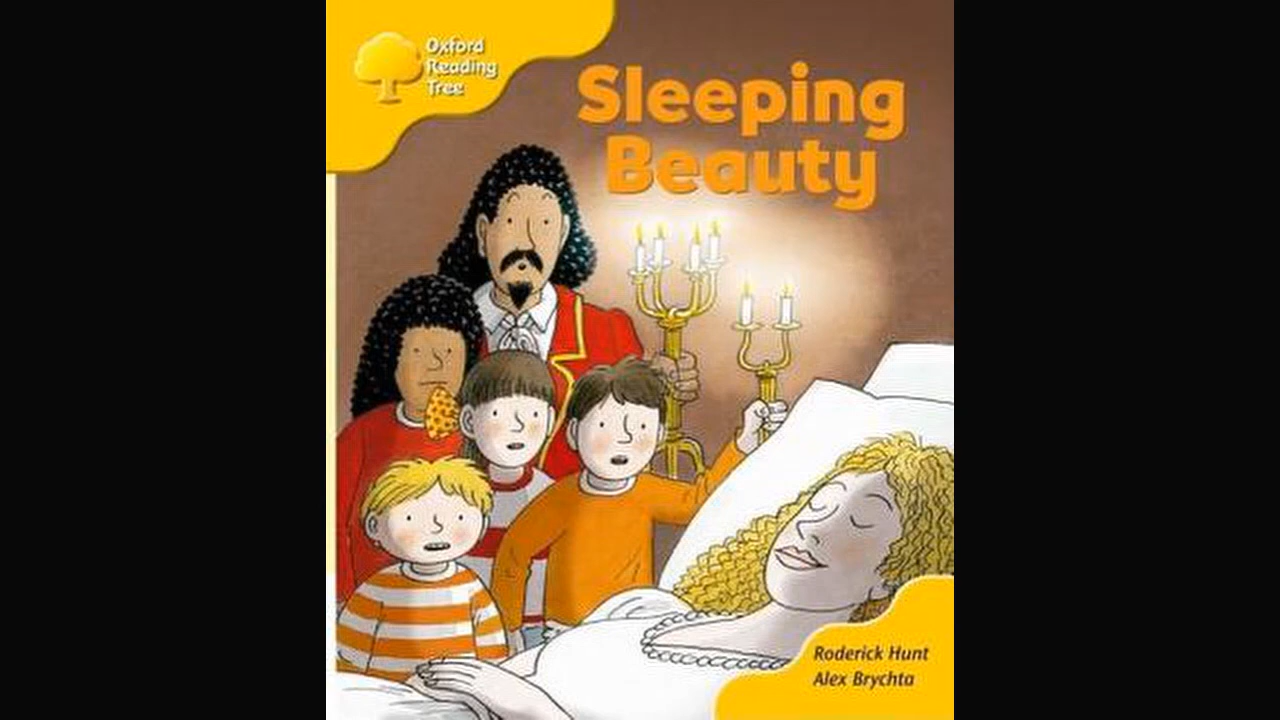 Oxford
Reading
Tree
Sleeping
Beauty
Roderick Hunt
Alex Brychta